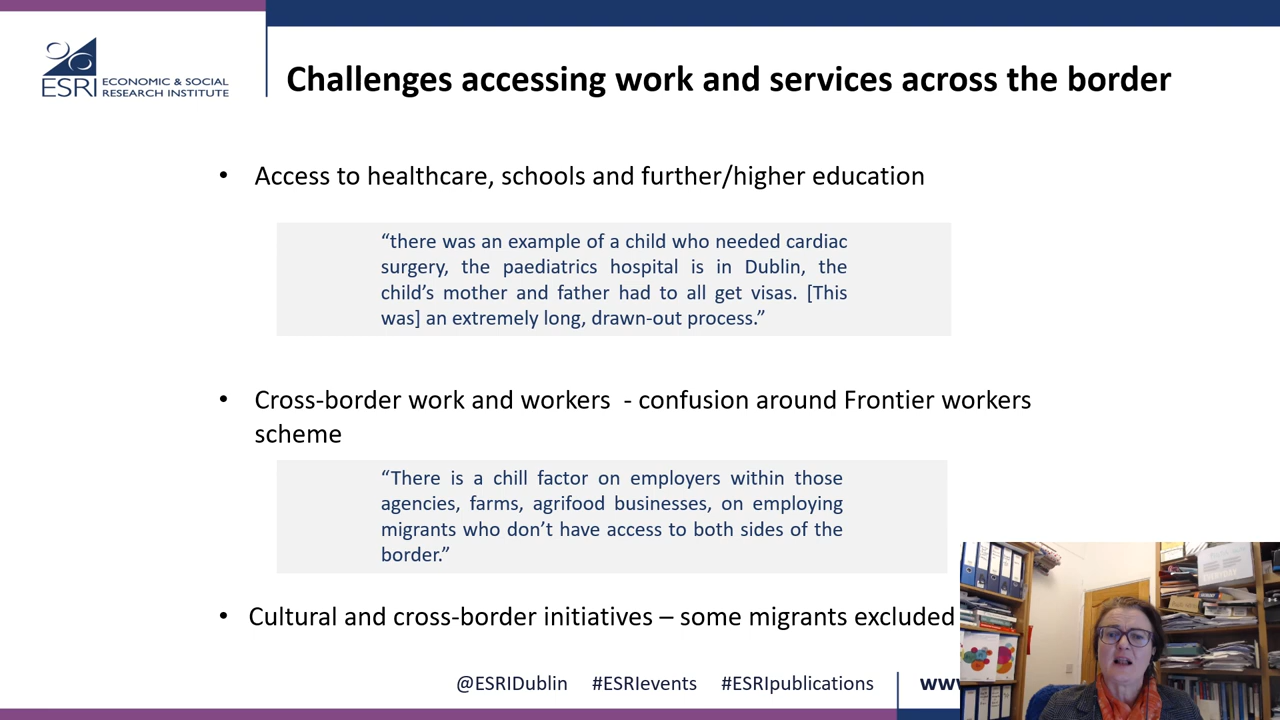 ESRI ECONOMIC & SOCIAL
RESEARCH INSTITUTE
Challenges accessing work and services across the border
• Access to healthcare, schools and further/higher education
“there was an example of a child who needed cardiac
surgery, the paediatrics hospital is in Dublin, the
child’s mother and father had to all get visas. [This
was] an extremely long, drawn-out process.”
• Cross-border work and workers - confusion around Frontier workers
scheme
“There is a chill factor on employers within those
agencies, farms, agrifood businesses, on employing
migrants who don’t have access to both sides of the
border.”
• Cultural and cross-border initiatives – some migrants excluded
@ESRIDublin #ESRIevents #ESRIpublications